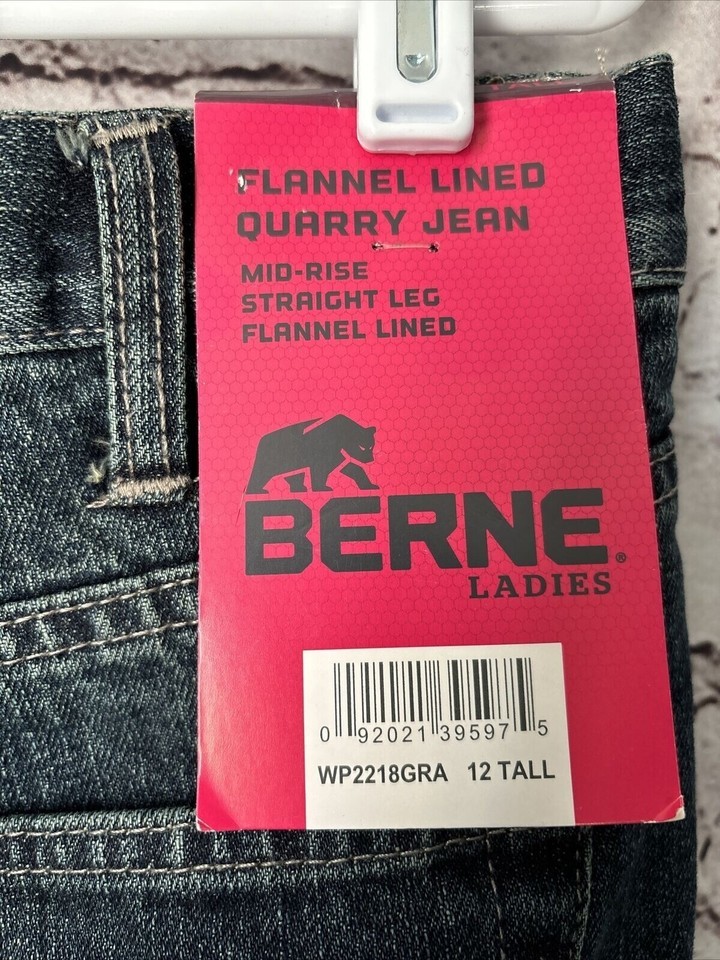 FLANNEL LINED
QUARRY JEAN
MID-RISE
STRAIGHT LEG
FLANNEL LINED
BERNE®
LADIES
0 92021 39597 5
WP2218GRA 12 TALL